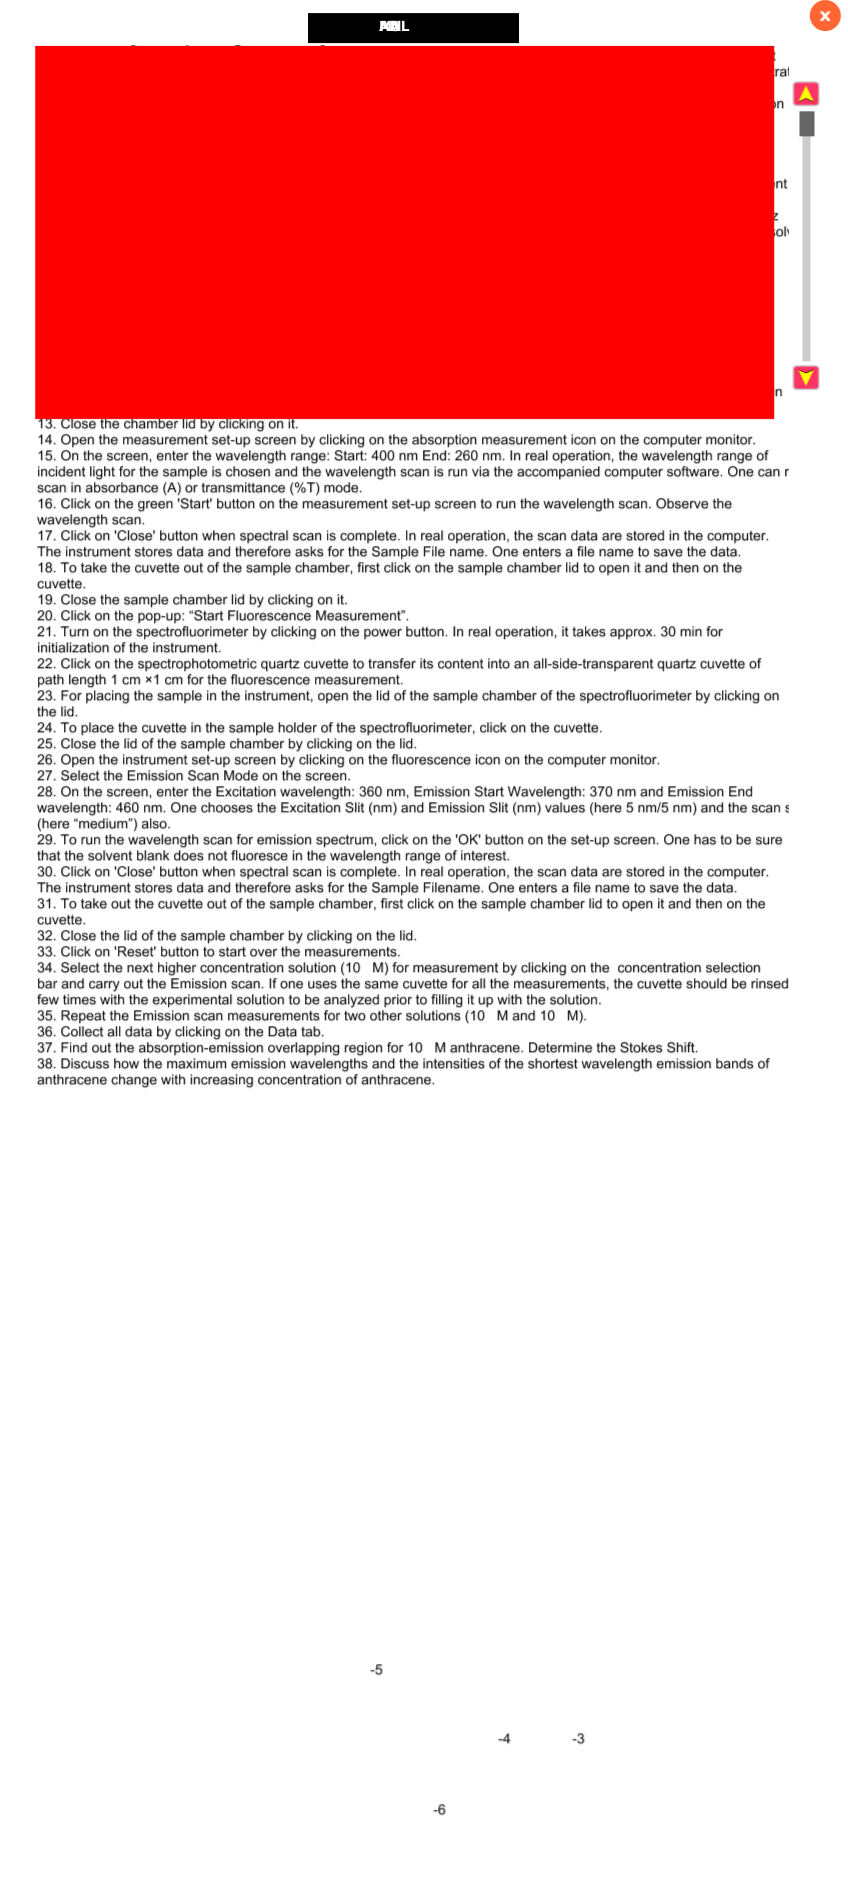 x
nt
olv
on
13. Close the chamber lid by clicking on it.
14. Open the measurement set-up screen by clicking on the absorption measurement icon on the computer monitor.
15. On the screen, enter the wavelength range: Start: 400 nm End: 260 nm. In real operation, the wavelength range of
incident light for the sample is chosen and the wavelength scan is run via the accompanied computer software. One can r
scan in absorbance (A) or transmittance (%T) mode.
16. Click on the green 'Start' button on the measurement set-up screen to run the wavelength scan. Observe the
wavelength scan.
17. Click on 'Close' button when spectral scan is complete. In real operation, the scan data are stored in the computer.
The instrument stores data and therefore asks for the Sample File name. One enters a file name to save the data.
18. To take the cuvette out of the sample chamber, first click on the sample chamber lid to open it and then on the
cuvette.
19. Close the sample chamber lid by clicking on it.
20. Click on the pop-up: “Start Fluorescence Measurement”.
21. Turn on the spectrofluorimeter by clicking on the power button. In real operation, it takes approx. 30 min for
initialization of the instrument.
22. Click on the spectrophotometric quartz cuvette to transfer its content into an all-side-transparent quartz cuvette of
path length 1 cm ×1 cm for the fluorescence measurement.
23. For placing the sample in the instrument, open the lid of the sample chamber of the spectrofluorimeter by clicking on
the lid.
24. To place the cuvette in the sample holder of the spectrofluorimeter, click on the cuvette.
25. Close the lid of the sample chamber by clicking on the lid.
26. Open the instrument set-up screen by clicking on the fluorescence icon on the computer monitor.
27. Select the Emission Scan Mode on the screen.
28. On the screen, enter the Excitation wavelength: 360 nm, Emission Start Wavelength: 370 nm and Emission End
wavelength: 460 nm. One chooses the Excitation Slit (nm) and Emission Slit (nm) values (here 5 nm/5 nm) and the scan s
(here “medium”) also.
29. To run the wavelength scan for emission spectrum, click on the 'OK' button on the set-up screen. One has to be sure
that the solvent blank does not fluoresce in the wavelength range of interest.
30. Click on 'Close' button when spectral scan is complete. In real operation, the scan data are stored in the computer.
The instrument stores data and therefore asks for the Sample Filename. One enters a file name to save the data.
31. To take out the cuvette out of the sample chamber, first click on the sample chamber lid to open it and then on the
cuvette.
32. Close the lid of the sample chamber by clicking on the lid.
33. Click on 'Reset' button to start over the measurements.
34. Select the next higher concentration solution (10 M) for measurement by clicking on the concentration selection
bar and carry out the Emission scan. If one uses the same cuvette for all the measurements, the cuvette should be rinsed
few times with the experimental solution to be analyzed prior to filling it up with the solution.
35. Repeat the Emission scan measurements for two other solutions (10 M and 10 M).
36. Collect all data by clicking on the Data tab.
37. Find out the absorption-emission overlapping region for 10 M anthracene. Determine the Stokes Shift.
38. Discuss how the maximum emission wavelengths and the intensities of the shortest wavelength emission bands of
anthracene change with increasing concentration of anthracene.
-5
-4 -3
-6